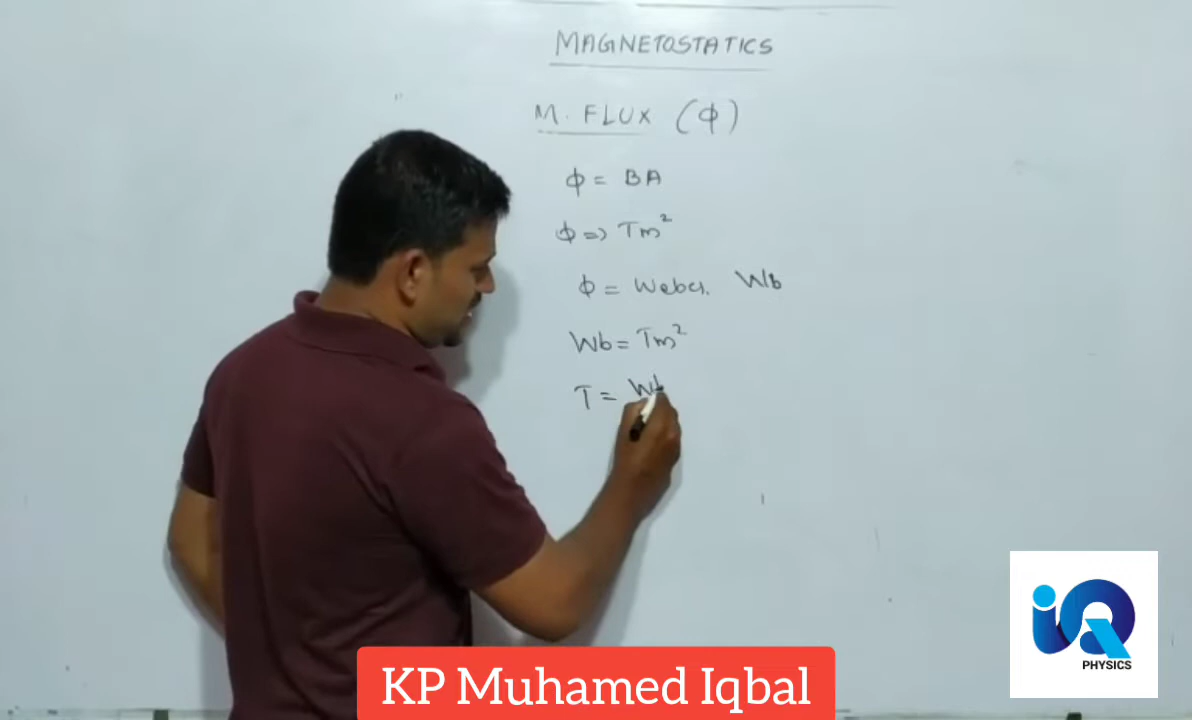 MAGNETOSTATICS
M. FLUX (ϕ)
ϕ = BA
ϕ => Tm²
ϕ = Weber. Wb
Wb = Tm²
T = Wb
iQ
PHYSICS
KP Muhamed Iqbal